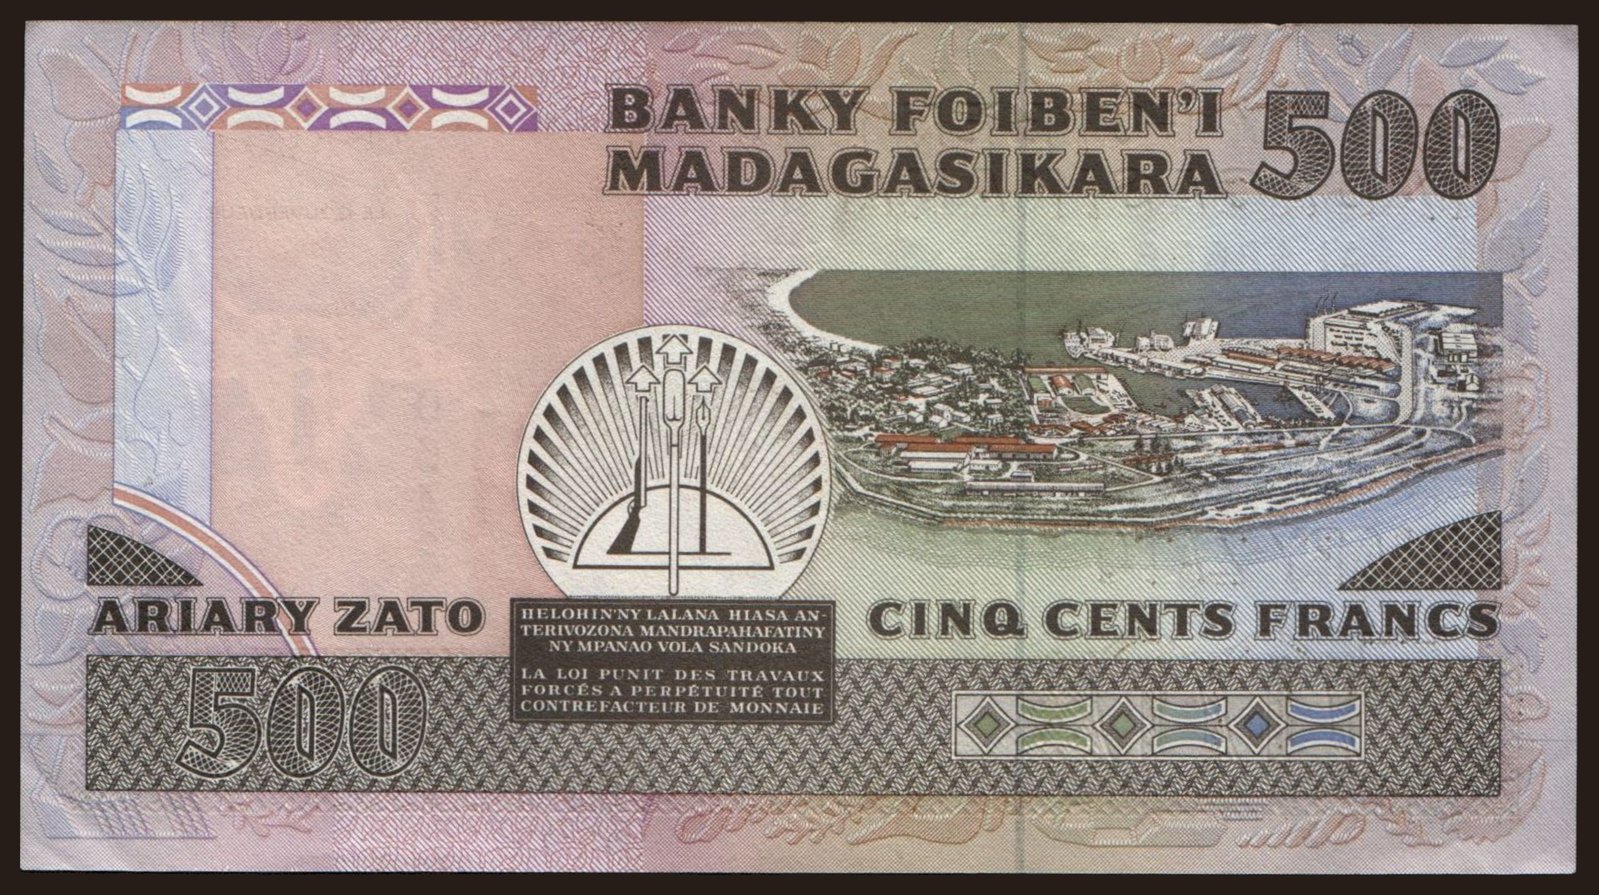 BANKY FOIBEN'I
MADAGASIKARA
500
ARIARY ZATO
CINQ CENTS FRANCS
HELOHIN'NY LALANA HIASA AN-
TERIVOZONA MANDRAPAHAFATINY
NY MPANAO VOLA SANDOKA
LA LOI PUNIT DES TRAVAUX
FORCÉS A PERPÉTUITÉ TOUT
CONTREFACTEUR DE MONNAIE
500